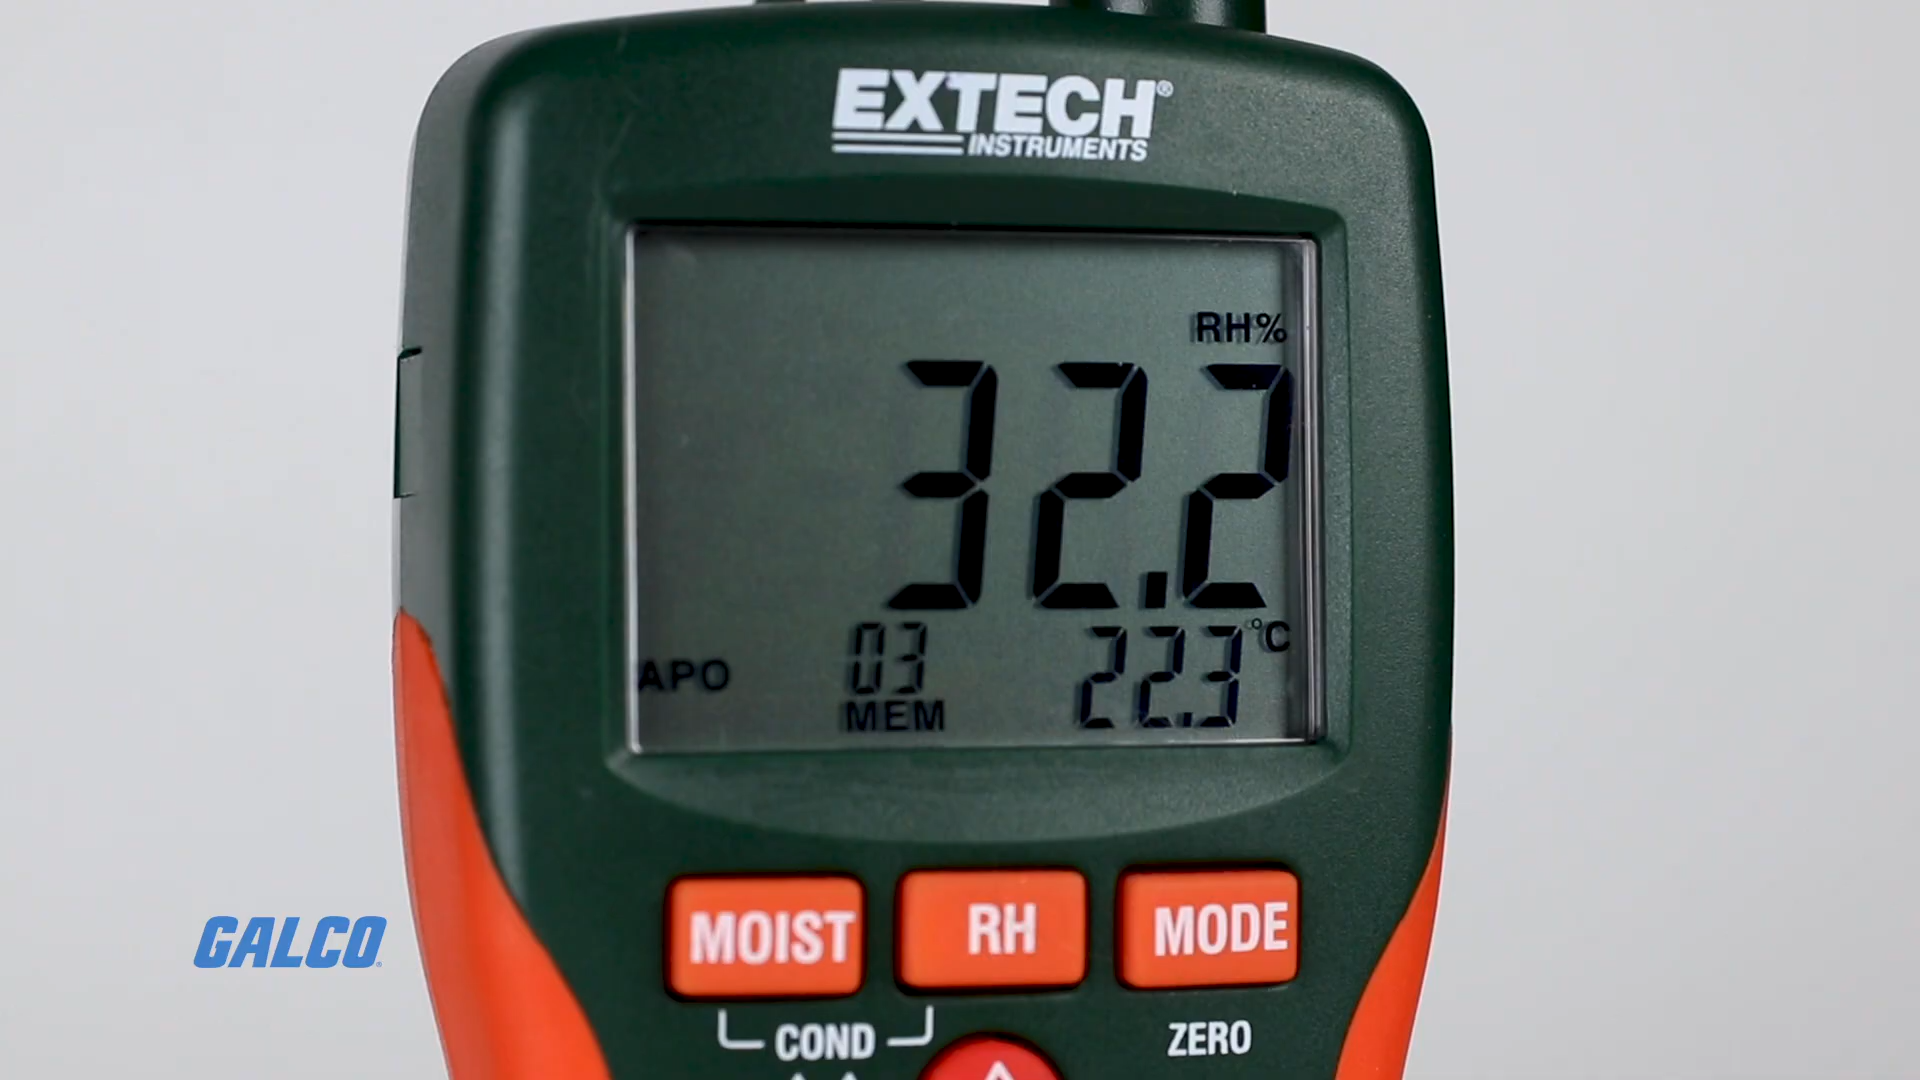 EXTECH®
INSTRUMENTS
RH%
32.2
03
22.3 °C
APO
MEM
MOIST RH MODE
GALCO®
COND
ZERO